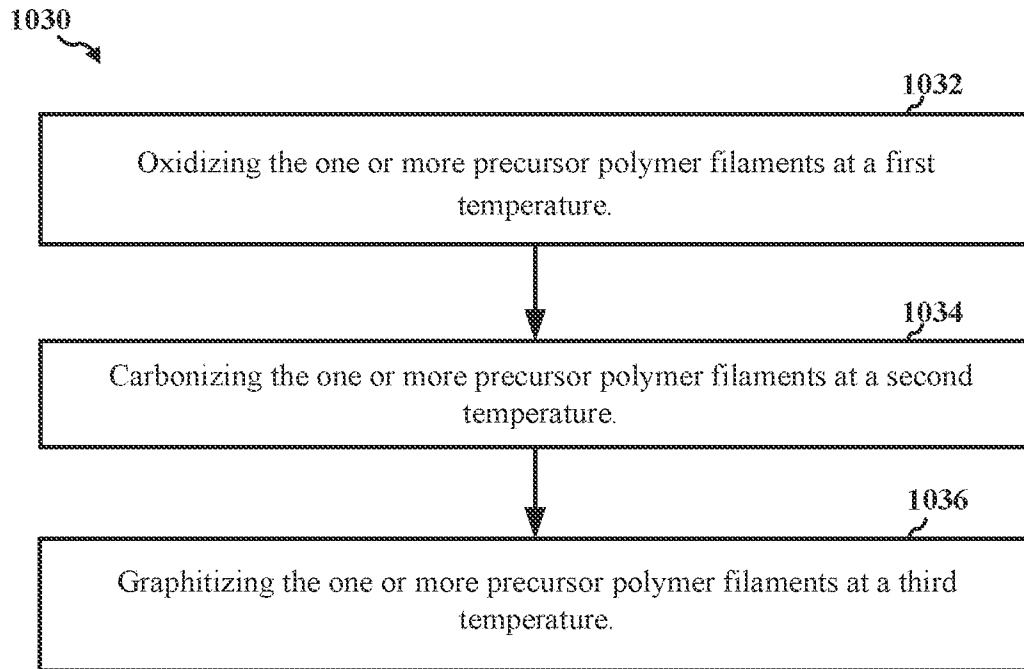 1030
1032
Oxidizing the one or more precursor polymer filaments at a first
temperature.
1034
Carbonizing the one or more precursor polymer filaments at a second
temperature.
1036
Graphitizing the one or more precursor polymer filaments at a third
temperature.